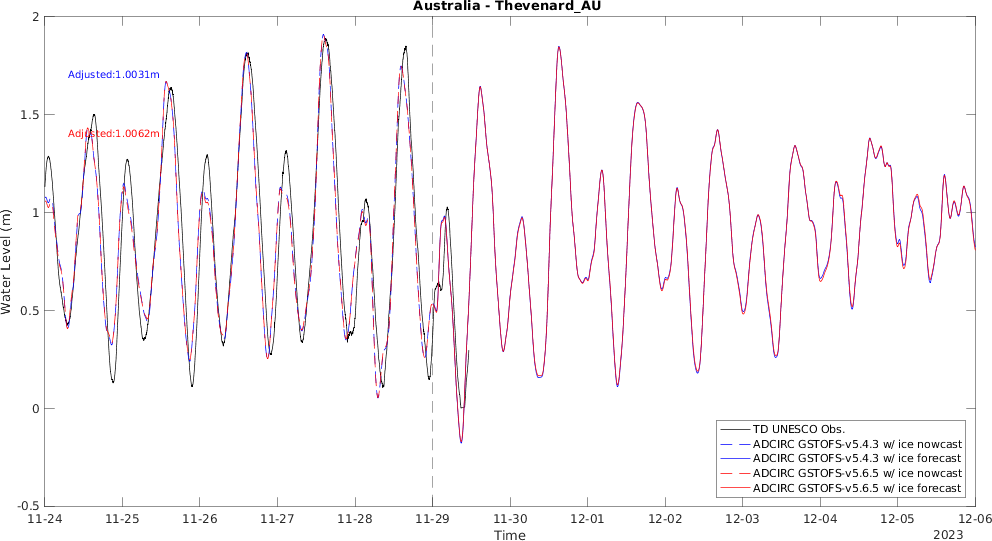 Australia - Thevenard_AU
Water Level (m)
2
1.5
1
0.5
0
-0.5
Adjusted:1.0031m
Adjusted:1.0062m
TD UNESCO Obs.
ADCIRC GSTOFS-v5.4.3 w/ ice nowcast
ADCIRC GSTOFS-v5.4.3 w/ ice forecast
ADCIRC GSTOFS-v5.6.5 w/ ice nowcast
ADCIRC GSTOFS-v5.6.5 w/ ice forecast
11-24 11-25 11-26 11-27 11-28 11-29 11-30 12-01 12-02 12-03 12-04 12-05 12-06
Time
2023